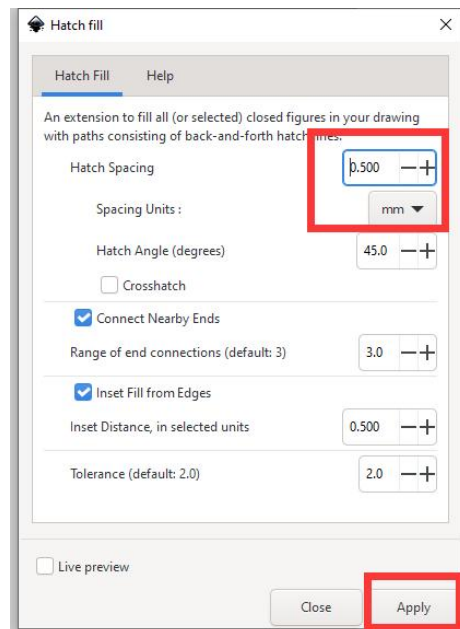 Hatch fill
Hatch Fill Help
An extension to fill all (or selected) closed figures in your drawing
with paths consisting of back-and-forth hatch lines.
Hatch Spacing 0.500
Spacing Units : mm
Hatch Angle (degrees) 45.0
Crosshatch
Connect Nearby Ends
Range of end connections (default: 3) 3.0
Inset Fill from Edges
Inset Distance, in selected units 0.500
Tolerance (default: 2.0) 2.0
Live preview
Close Apply